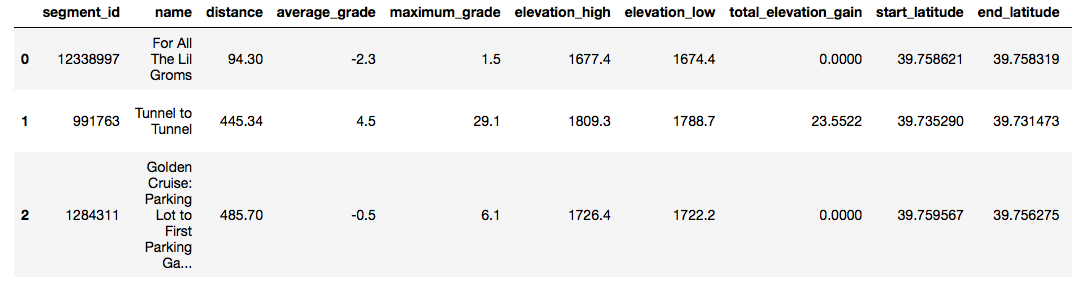 segment_id name distance average_grade maximum_grade elevation_high elevation_low total_elevation_gain start_latitude end_latitude
0 12338997 For All The Lil Groms 94.30 -2.3 1.5 1677.4 1674.4 0.0000 39.758621 39.758319
1 991763 Tunnel to Tunnel 445.34 4.5 29.1 1809.3 1788.7 23.5522 39.735290 39.731473
2 1284311 Golden Cruise: Parking Lot to First Parking Ga... 485.70 -0.5 6.1 1726.4 1722.2 0.0000 39.759567 39.756275